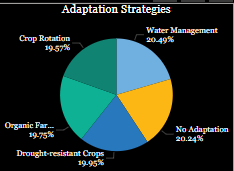 Adaptation Strategies
Water Management
20.49%
No Adaptation
20.24%
Drought-resistant Crops
19.95%
Organic Far...
19.75%
Crop Rotation
19.57%